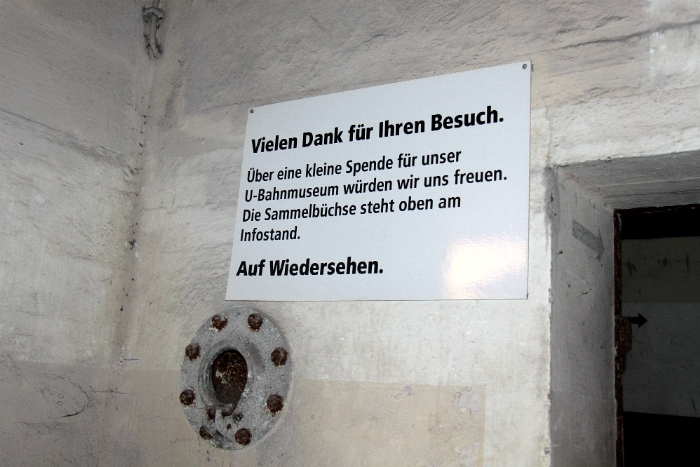 Vielen Dank für Ihren Besuch.
Über eine kleine Spende für unser
U-Bahnmuseum würden wir uns freuen.
Die Sammelbüchse steht oben am
Infostand.
Auf Wiedersehen.